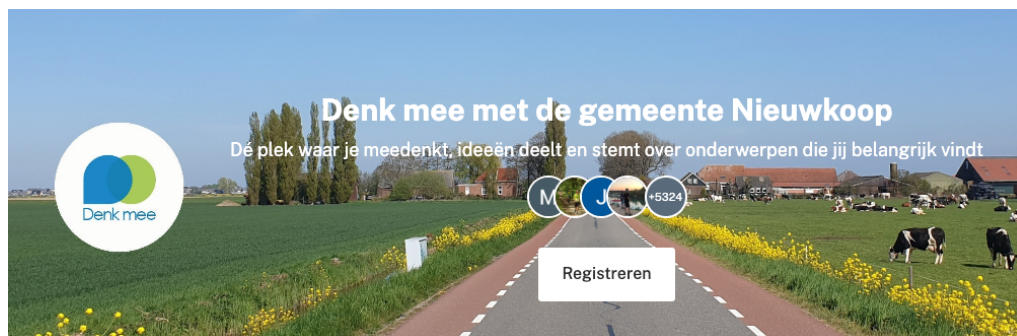 Denk mee met de gemeente Nieuwkoop
Dé plek waar je meedenkt, ideeën deelt en stemt over onderwerpen die jij belangrijk vindt
Denk mee
M
J
+5324
Registreren